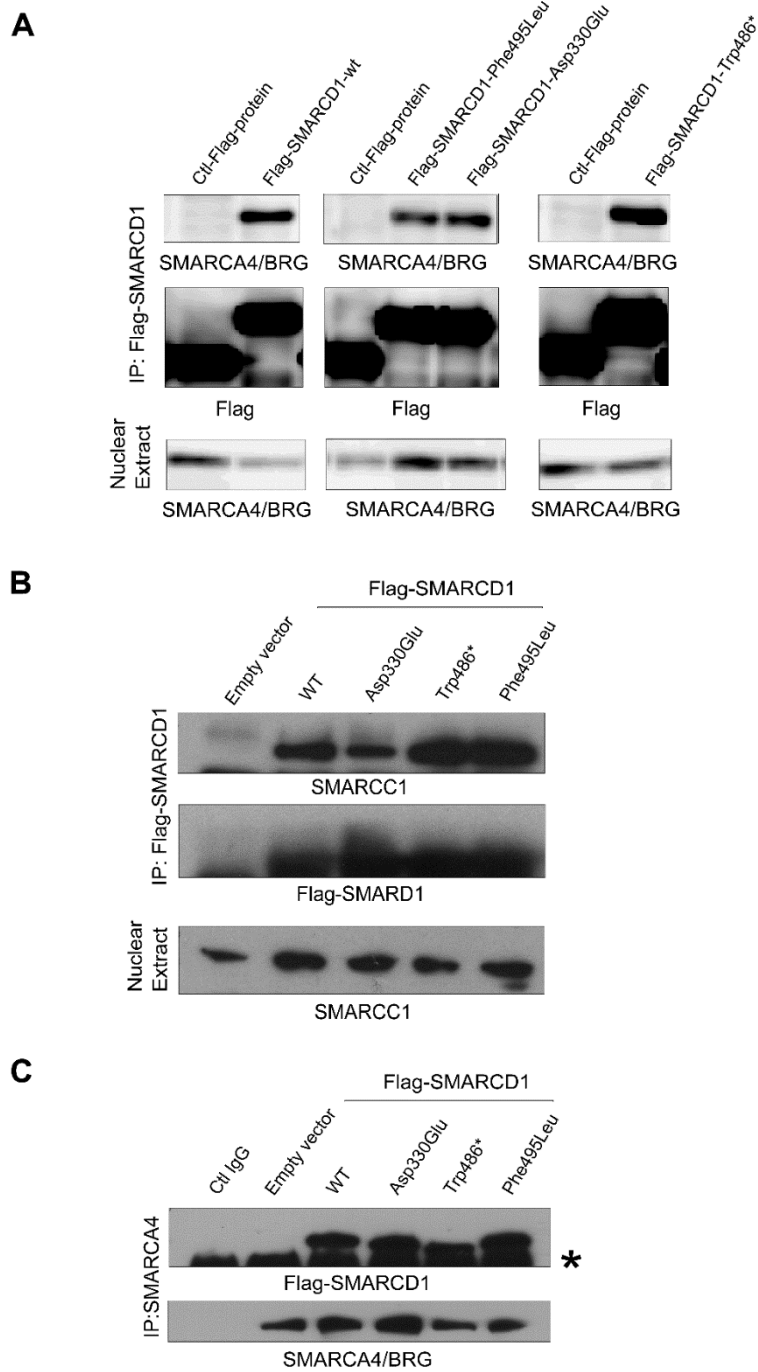 A
Ctl-Flag-protein
Flag-SMARCD1-wt
Ctl-Flag-protein
Flag-SMARCD1-Phe495Leu
Flag-SMARCD1-Asp330Glu
Ctl-Flag-protein
Flag-SMARCD1-Trp486*
IP: Flag-SMARCD1
SMARCA4/BRG
SMARCA4/BRG
SMARCA4/BRG
Flag
Flag
Flag
Nuclear
Extract
SMARCA4/BRG
SMARCA4/BRG
SMARCA4/BRG
B
Flag-SMARCD1
Empty vector
WT
Asp330Glu
Trp486*
Phe495Leu
IP: Flag-SMARCD1
SMARCC1
Flag-SMARD1
Nuclear
Extract
SMARCC1
C
Flag-SMARCD1
Ctl IgG
Empty vector
WT
Asp330Glu
Trp486*
Phe495Leu
IP:SMARCA4
*
Flag-SMARCD1
SMARCA4/BRG